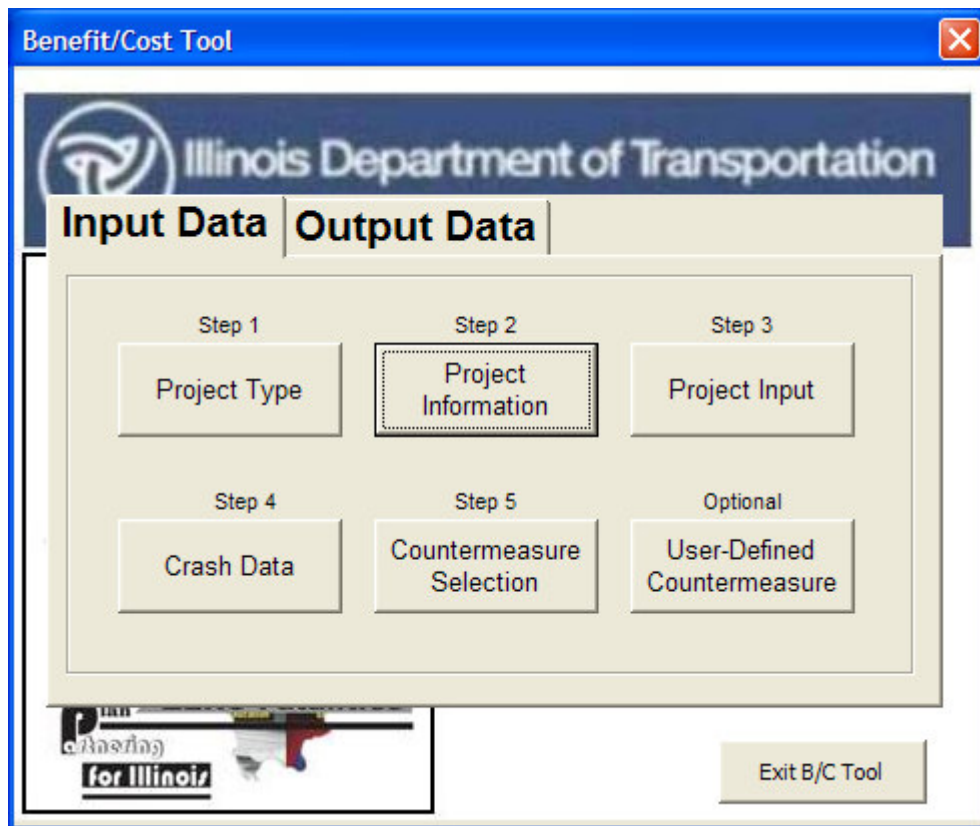 Benefit/Cost Tool
Illinois Department of Transportation
Input Data Output Data
Step 1 Step 2 Step 3
Project Type Project Information Project Input
Step 4 Step 5 Optional
Crash Data Countermeasure Selection User-Defined Countermeasure
for Illinois
Exit B/C Tool